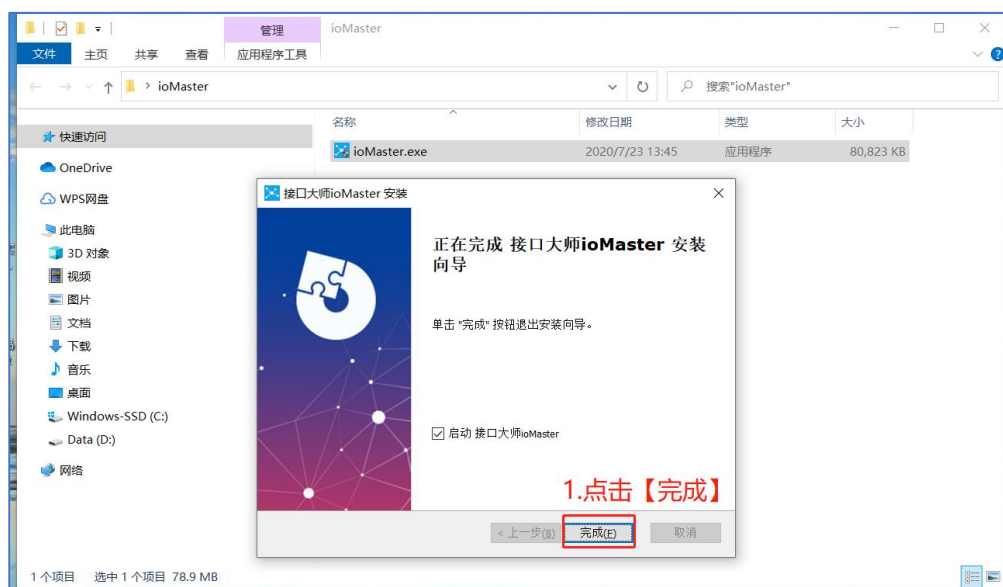 管理
ioMaster
文件
主页
共享
查看
应用程序工具
ioMaster
搜索"ioMaster"
名称
修改日期
类型
大小
快速访问
ioMaster.exe
2020/7/23 13:45
应用程序
80,823 KB
OneDrive
WPS网盘
此电脑
3D 对象
视频
图片
文档
下载
音乐
桌面
Windows-SSD (C:)
Data (D:)
网络
接口大师ioMaster 安装
正在完成 接口大师ioMaster 安装
向导
单击 "完成" 按钮退出安装向导。
启动 接口大师ioMaster
1.点击【完成】
< 上一步(B)
完成(F)
取消
1 个项目
选中 1 个项目 78.9 MB